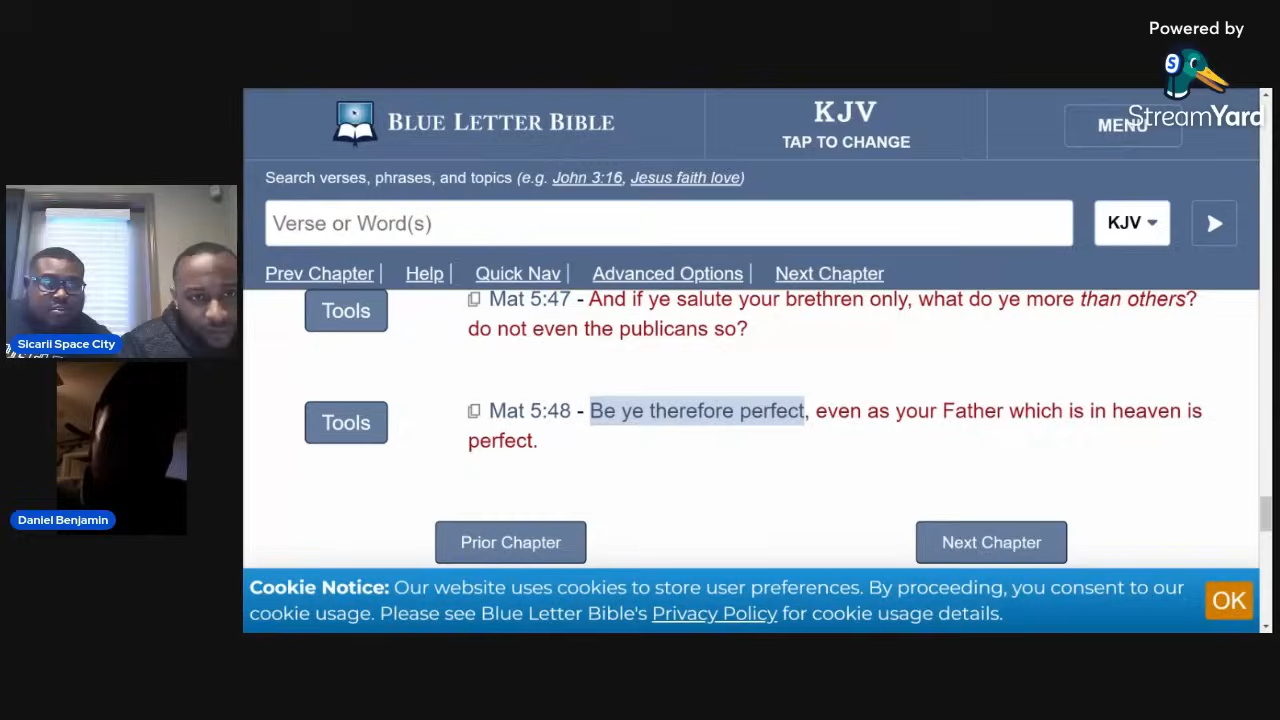 Powered by
StreamYard
BLUE LETTER BIBLE
KJV
TAP TO CHANGE
MENU
Search verses, phrases, and topics (e.g. John 3:16, Jesus faith love)
Verse or Word(s)
KJV
Prev Chapter|
Help|
Quick Nav|
Advanced Options|
Next Chapter
Tools
Mat 5:47 - And if ye salute your brethren only, what do ye more than others?
do not even the publicans so?
Tools
Mat 5:48 - Be ye therefore perfect, even as your Father which is in heaven is
perfect.
Prior Chapter
Next Chapter
Cookie Notice: Our website uses cookies to store user preferences. By proceeding, you consent to our
cookie usage. Please see Blue Letter Bible's Privacy Policy for cookie usage details.
OK
Sicarii Space City
Daniel Benjamin